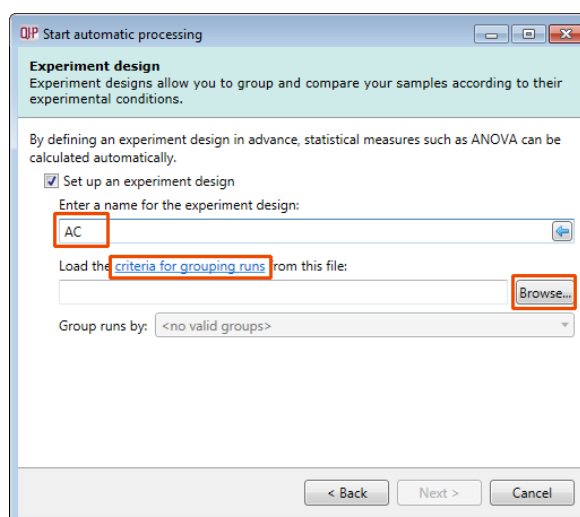 QIP Start automatic processing
Experiment design
Experiment designs allow you to group and compare your samples according to their
experimental conditions.
By defining an experiment design in advance, statistical measures such as ANOVA can be
calculated automatically.
Set up an experiment design
Enter a name for the experiment design:
AC
Load the criteria for grouping runs from this file:
Browse...
Group runs by: <no valid groups>
< Back Next > Cancel